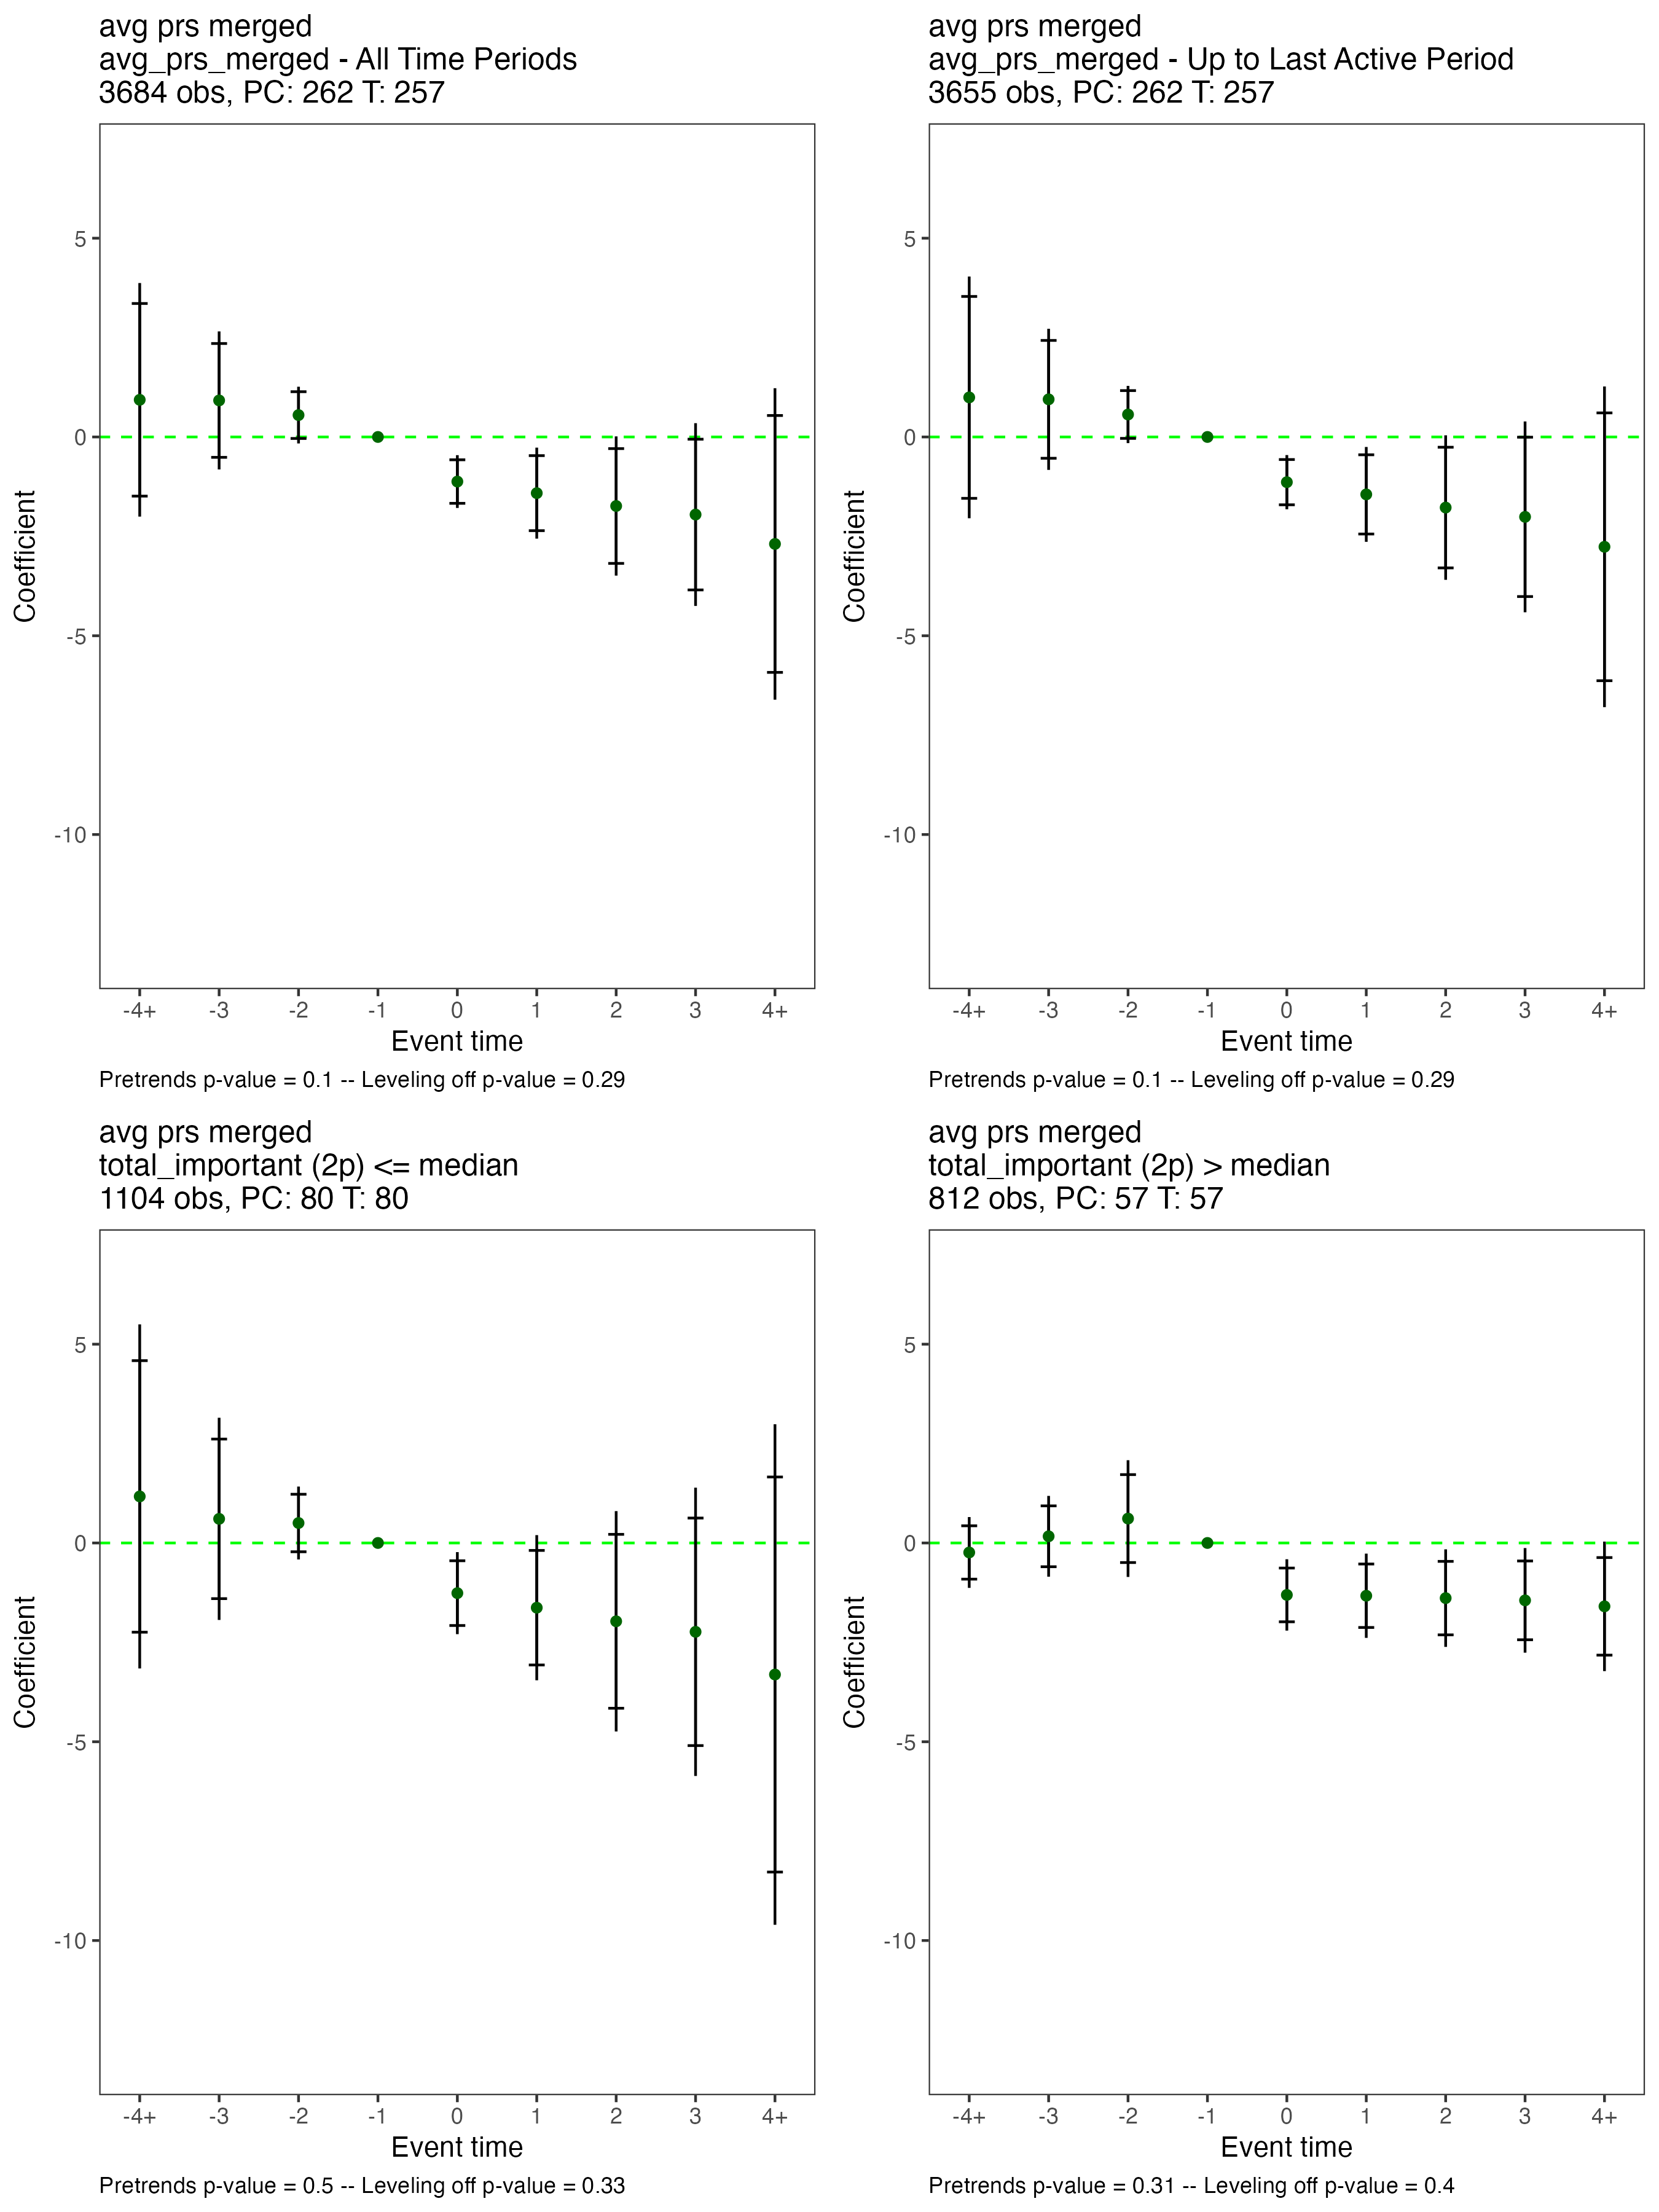 avg prs merged
avg_prs_merged - All Time Periods
3684 obs, PC: 262 T: 257
5
0
-5
-10
Coefficient
-4+ -3 -2 -1 0 1 2 3 4+
Event time
Pretrends p-value = 0.1 -- Leveling off p-value = 0.29
avg prs merged
avg_prs_merged - Up to Last Active Period
3655 obs, PC: 262 T: 257
5
0
-5
-10
Coefficient
-4+ -3 -2 -1 0 1 2 3 4+
Event time
Pretrends p-value = 0.1 -- Leveling off p-value = 0.29
avg prs merged
total_important (2p) <= median
1104 obs, PC: 80 T: 80
5
0
-5
-10
Coefficient
-4+ -3 -2 -1 0 1 2 3 4+
Event time
Pretrends p-value = 0.5 -- Leveling off p-value = 0.33
avg prs merged
total_important (2p) > median
812 obs, PC: 57 T: 57
5
0
-5
-10
Coefficient
-4+ -3 -2 -1 0 1 2 3 4+
Event time
Pretrends p-value = 0.31 -- Leveling off p-value = 0.4